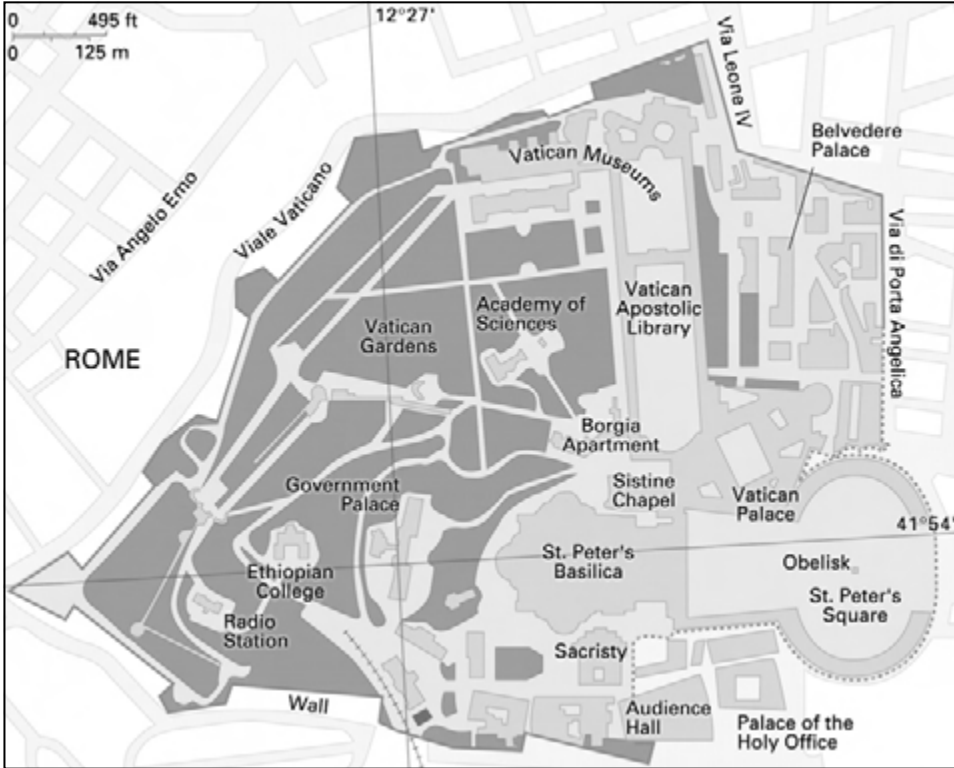 12°27'
0 495 ft
0 125 m
Via Leone IV
Belvedere
Palace
Vatican Museums
Via Angelo Emo
Viale Vaticano
Via di Porta Angelica
Academy of
Sciences
Vatican
Apostolic
Library
Vatican
Gardens
ROME
Borgia
Apartment
Government
Palace
Sistine
Chapel
Vatican
Palace
41°54'
St. Peter's
Basilica
Obelisk
Ethiopian
College
St. Peter's
Square
Radio
Station
Sacristy
Wall
Audience
Hall
Palace of the
Holy Office